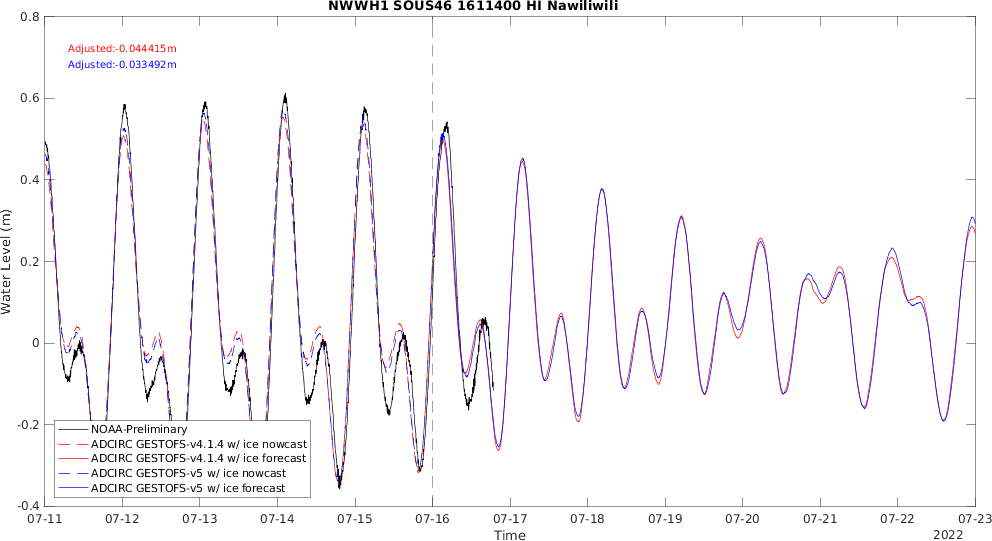 NWWH1 SOUS46 1611400 HI Nawiliwili
Adjusted:-0.044415m
Adjusted:-0.033492m
Water Level (m)
0.8
0.6
0.4
0.2
0
-0.2
-0.4
NOAA-Preliminary
ADCIRC GESTOFS-v4.1.4 w/ ice nowcast
ADCIRC GESTOFS-v4.1.4 w/ ice forecast
ADCIRC GESTOFS-v5 w/ ice nowcast
ADCIRC GESTOFS-v5 w/ ice forecast
07-11 07-12 07-13 07-14 07-15 07-16 07-17 07-18 07-19 07-20 07-21 07-22 07-23
Time
2022